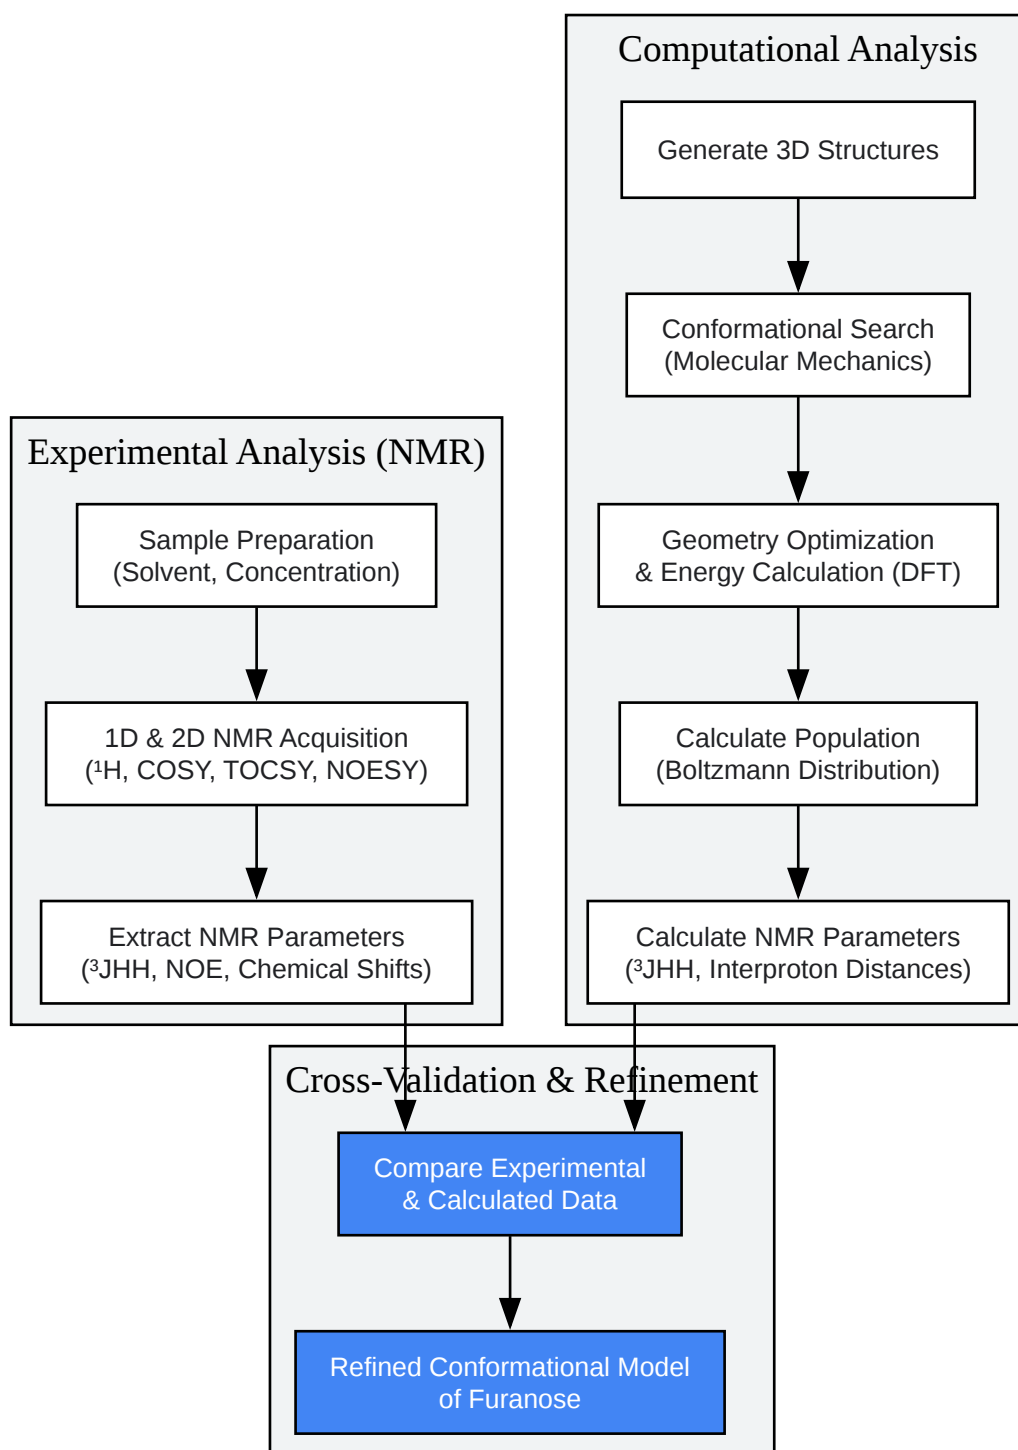 Computational Analysis
Generate 3D Structures
Conformational Search
(Molecular Mechanics)
Geometry Optimization
& Energy Calculation (DFT)
Calculate Population
(Boltzmann Distribution)
Calculate NMR Parameters
(³JHH, Interproton Distances)
Experimental Analysis (NMR)
Sample Preparation
(Solvent, Concentration)
1D & 2D NMR Acquisition
(¹H, COSY, TOCSY, NOESY)
Extract NMR Parameters
(³JHH, NOE, Chemical Shifts)
Cross-Validation & Refinement
Compare Experimental
& Calculated Data
Refined Conformational Model
of Furanose